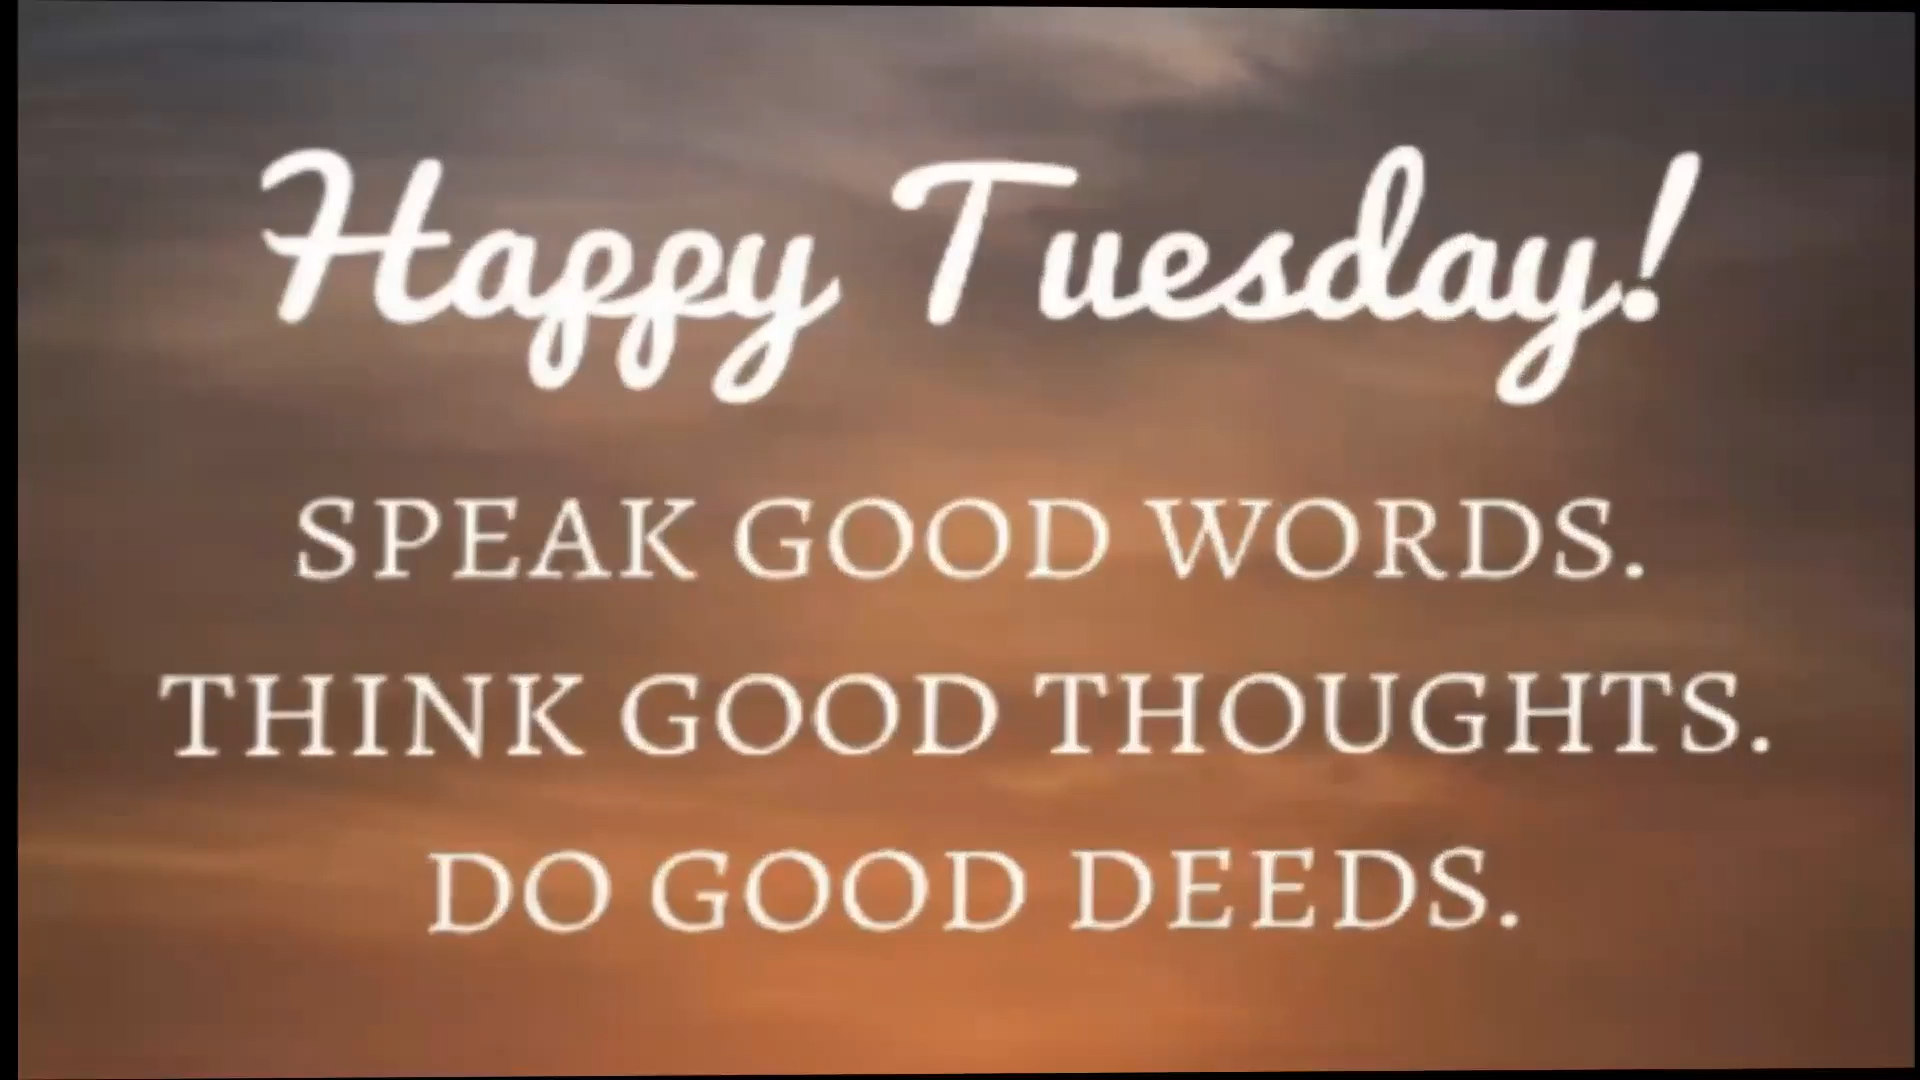 Happy Tuesday!
SPEAK GOOD WORDS.
THINK GOOD THOUGHTS.
DO GOOD DEEDS.